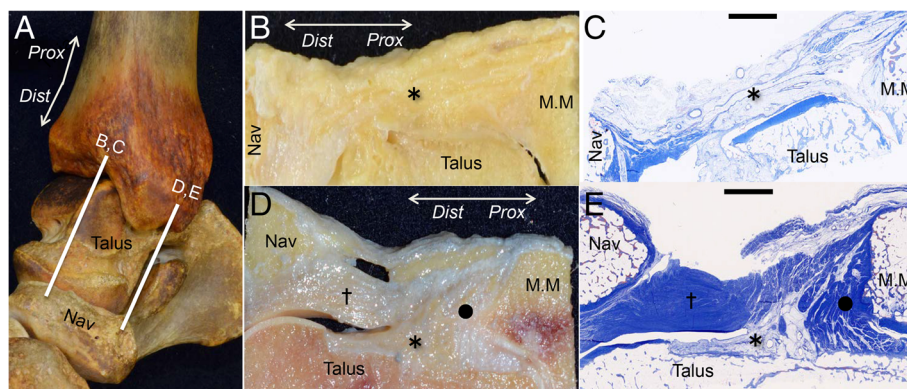 A
Prox
Dist
B,C
D,E
Talus
Nav
B
Dist Prox
*
M.M
Nav
Talus
C
*
M.M
Nav
Talus
D
Dist Prox
Nav
M.M
†
●
*
Talus
E
Nav
M.M
†
●
*
Talus